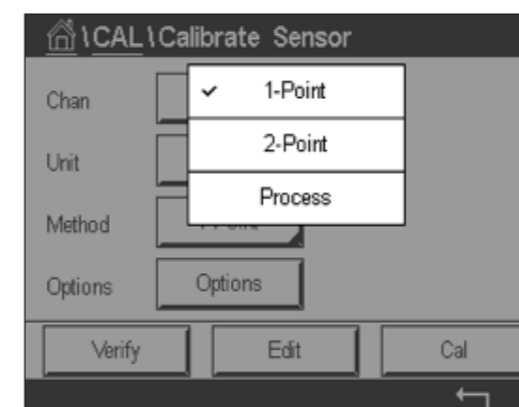 \CAL\Calibrate Sensor
Chan
1-Point
2-Point
Unit
Process
Method
Options
Options
Verify
Edit
Cal